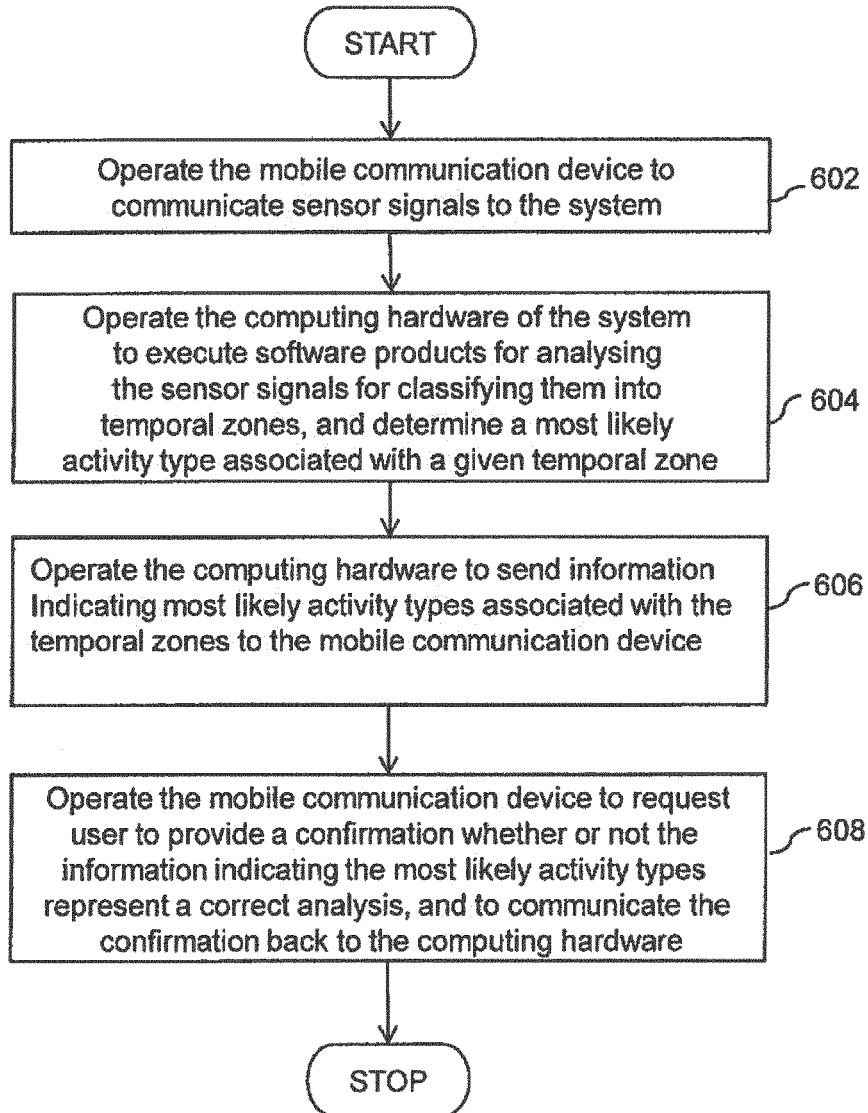 START
Operate the mobile communication device to
communicate sensor signals to the system
602
Operate the computing hardware of the system
to execute software products for analysing
the sensor signals for classifying them into
temporal zones, and determine a most likely
activity type associated with a given temporal zone
604
Operate the computing hardware to send information
Indicating most likely activity types associated with the
temporal zones to the mobile communication device
606
Operate the mobile communication device to request
user to provide a confirmation whether or not the
information indicating the most likely activity types
represent a correct analysis, and to communicate the
confirmation back to the computing hardware
608
STOP